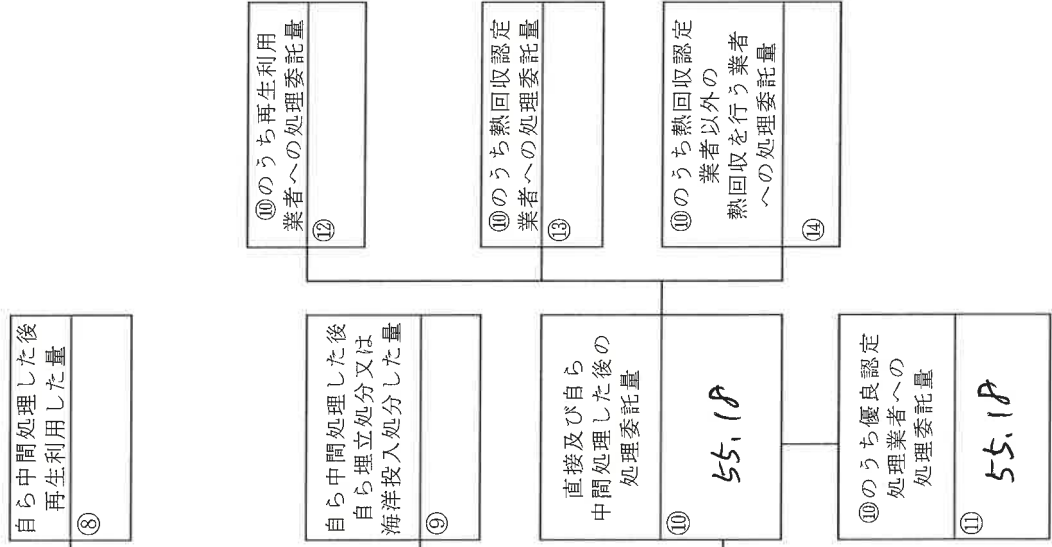 自ら中間処理した後
再生利用した量
⑧
自ら中間処理した後
自ら埋立処分又は
海洋投入処分した量
⑨
直接及び自ら
中間処理した後の
処理委託量
⑩
55.18
⑩のうち優良認定
処理業者への
処理委託量
⑪
55.18
⑩のうち再生利用
業者への処理委託量
⑫
⑩のうち熱回収認定
業者への処理委託量
⑬
⑩のうち熱回収認定
業者以外の
熱回収を行う業者
への処理委託量
⑭